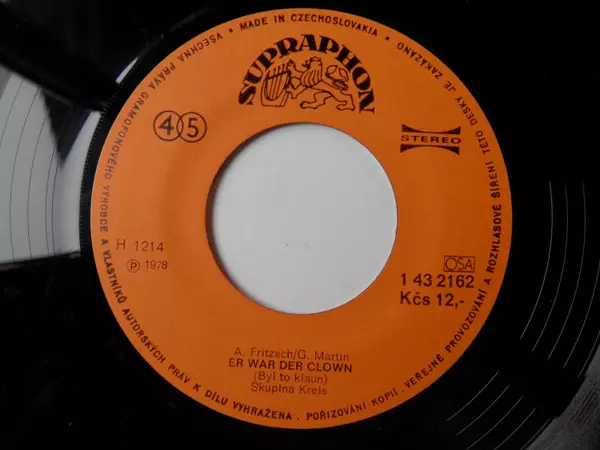 VŠECHNA PRÁVA GRAMOFONOVÉHO VÝROBCE A VLASTNÍKŮ AUTORSKÝCH PRÁV K DÍLU VYHRAŽENA. POŘIZOVÁNÍ KOPIÍ. VEŘEJNÉ PROVOZOVÁNÍ A ROZHLASOVÉ ŠÍŘENÍ TÉTO DESKY JE ZAKÁZÁNO • MADE IN CZECHOSLOVAKIA •
SUPRAPHON
45
STEREO
H 1214
℗ 1978
OSA
1 43 2162
Kčs 12,-
A. Fritzsch/G. Martin
ER WAR DER CLOWN
(Byl to klaun)
Skupina Kreis